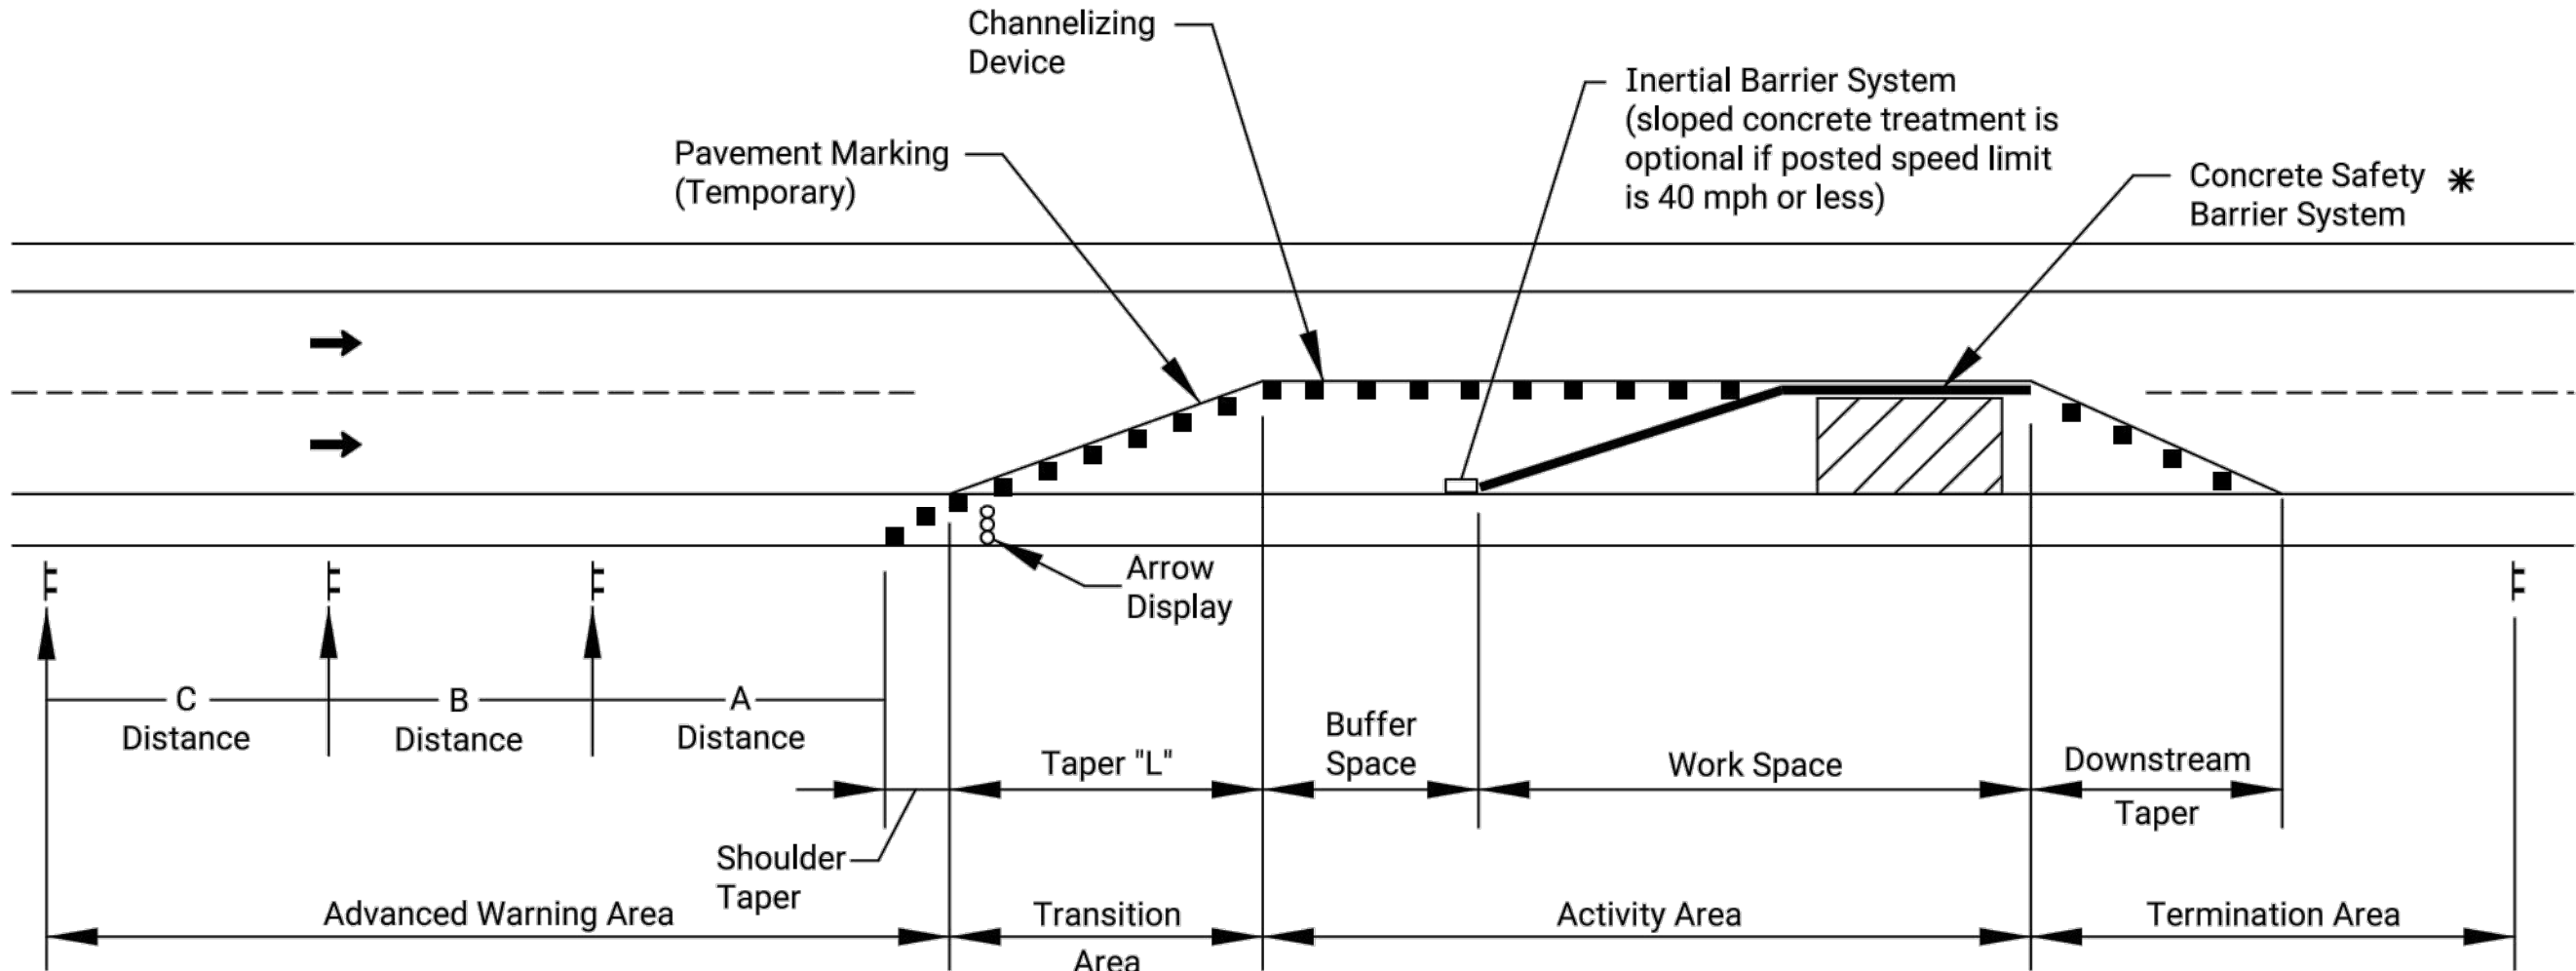 Channelizing
Device
Inertial Barrier System
(sloped concrete treatment is
optional if posted speed limit
is 40 mph or less)
Pavement Marking
(Temporary)
Concrete Safety *
Barrier System
Arrow
Display
C
Distance
B
Distance
A
Distance
Taper "L"
Buffer
Space
Work Space
Downstream
Taper
Shoulder
Taper
Advanced Warning Area
Transition
Area
Activity Area
Termination Area